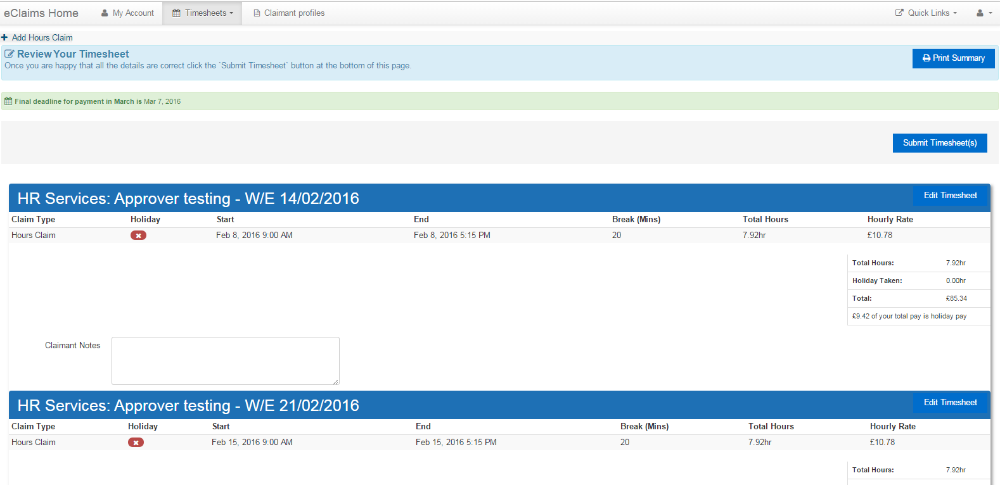 eClaims Home My Account Timesheets Claimant profiles Quick Links
Add Hours Claim
Review Your Timesheet
Once you are happy that all the details are correct click the `Submit Timesheet` button at the bottom of this page.
Print Summary
Final deadline for payment in March is Mar 7, 2016
Submit Timesheet(s)
HR Services: Approver testing - W/E 14/02/2016 Edit Timesheet
Claim Type Holiday Start End Break (Mins) Total Hours Hourly Rate
Hours Claim Feb 8, 2016 9:00 AM Feb 8, 2016 5:15 PM 20 7.92hr £10.78
Total Hours: 7.92hr
Holiday Taken: 0.00hr
Total: £85.34
£9.42 of your total pay is holiday pay
Claimant Notes
HR Services: Approver testing - W/E 21/02/2016 Edit Timesheet
Claim Type Holiday Start End Break (Mins) Total Hours Hourly Rate
Hours Claim Feb 15, 2016 9:00 AM Feb 15, 2016 5:15 PM 20 7.92hr £10.78
Total Hours: 7.92hr